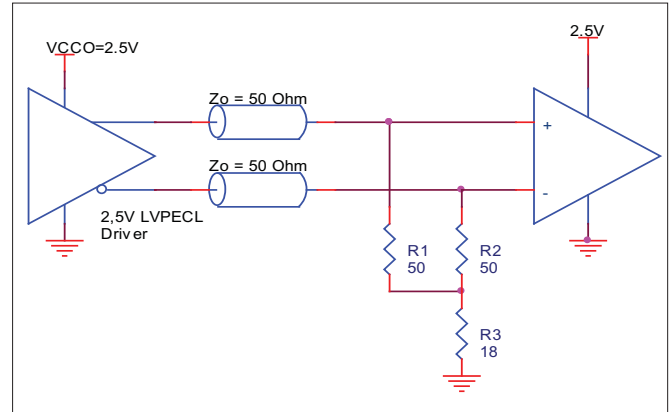 VCCO=2.5V
2.5V
Zo = 50 Ohm
+
Zo = 50 Ohm
-
2,5V LVPECL
Driver
R1
50
R2
50
R3
18